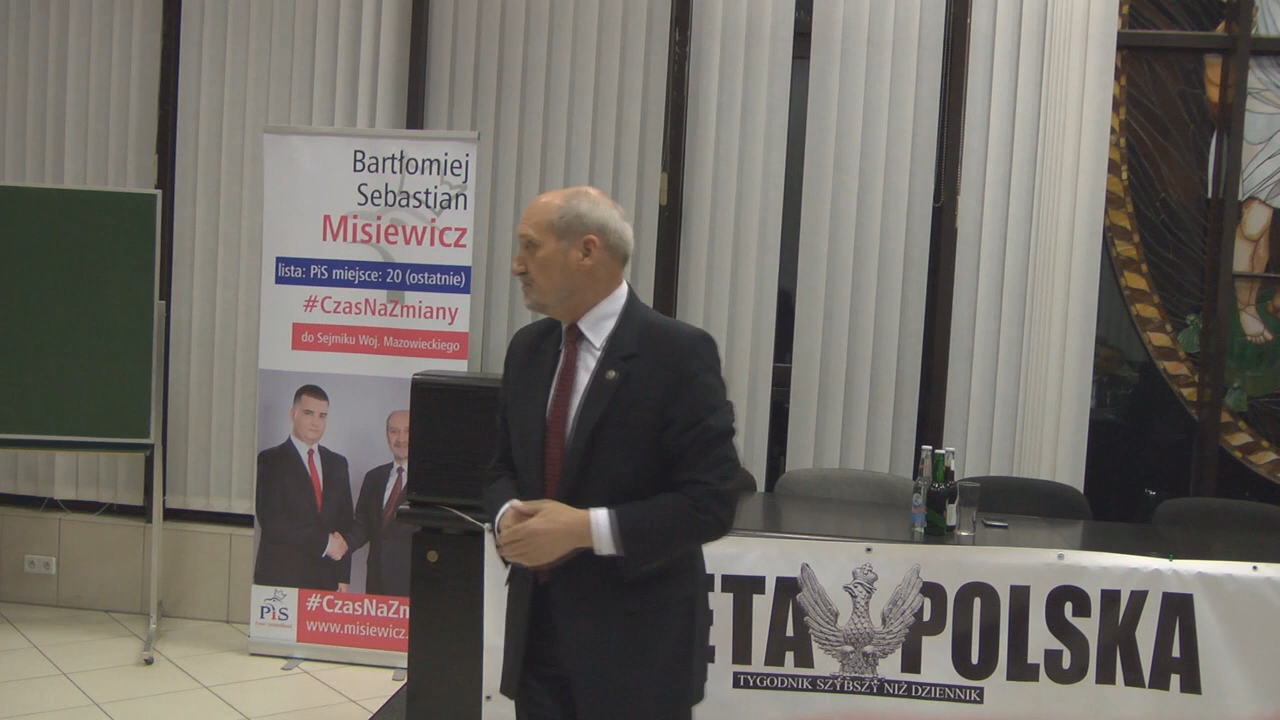 Bartłomiej
Sebastian
Misiewicz
lista: PiS miejsce: 20 (ostatnie)
#CzasNaZmiany
do Sejmiku Woj. Mazowieckiego
PiS
#CzasNaZm
www.misiewicz.
ETA POLSKA
TYGODNIK SZYBSZY NIŻ DZIENNIK